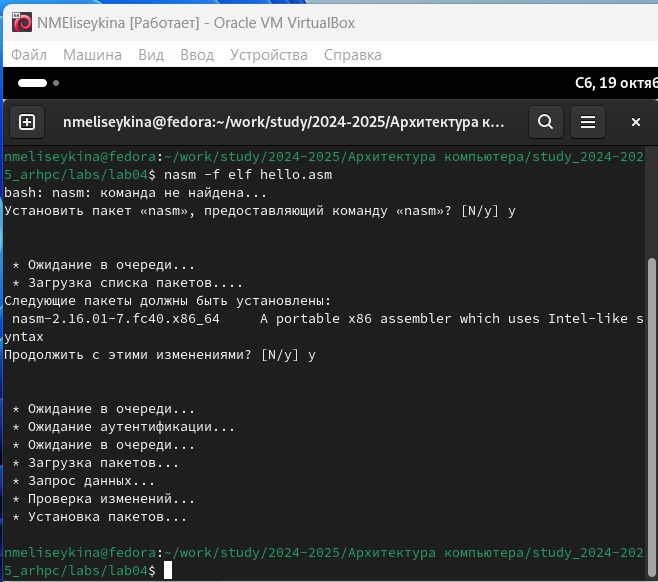 NMEliseykina [Работает] - Oracle VM VirtualBox
Файл Машина Вид Ввод Устройства Справка
Сб, 19 октяб
nmeliseykina@fedora:~/work/study/2024-2025/Архитектура к...
nmeliseykina@fedora:~/work/study/2024-2025/Архитектура компьютера/study_2024-202
5_arhpc/labs/lab04$ nasm -f elf hello.asm
bash: nasm: команда не найдена...
Установить пакет «nasm», предоставляющий команду «nasm»? [N/y] y
* Ожидание в очереди...
* Загрузка списка пакетов....
Следующие пакеты должны быть установлены:
nasm-2.16.01-7.fc40.x86_64 A portable x86 assembler which uses Intel-like s
yntax
Продолжить с этими изменениями? [N/y] y
* Ожидание в очереди...
* Ожидание аутентификации...
* Ожидание в очереди...
* Загрузка пакетов...
* Запрос данных...
* Проверка изменений...
* Установка пакетов...
nmeliseykina@fedora:~/work/study/2024-2025/Архитектура компьютера/study_2024-202
5_arhpc/labs/lab04$